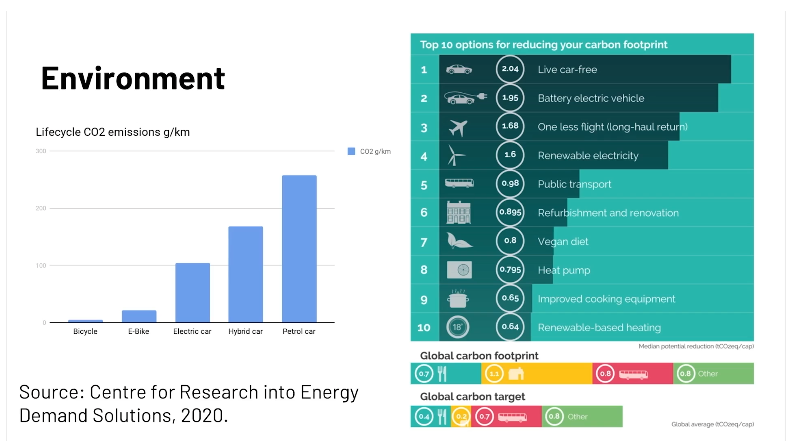 Environment
Lifecycle CO2 emissions g/km
300
200
100
0
CO2 g/km
Bicycle
E-Bike
Electric car
Hybrid car
Petrol car
Source: Centre for Research into Energy
Demand Solutions, 2020.
Top 10 options for reducing your carbon footprint
1 2.04 Live car-free
2 1.95 Battery electric vehicle
3 1.68 One less flight (long-haul return)
4 1.6 Renewable electricity
5 0.98 Public transport
6 0.895 Refurbishment and renovation
7 0.8 Vegan diet
8 0.795 Heat pump
9 0.65 Improved cooking equipment
10 18° 0.64 Renewable-based heating
Median potential reduction (tCO2eq/cap)
Global carbon footprint
0.7 1.1 0.8 0.8 Other
Global carbon target
0.4 0.2 0.7 0.8 Other
Global average (tCO2eq/cap)